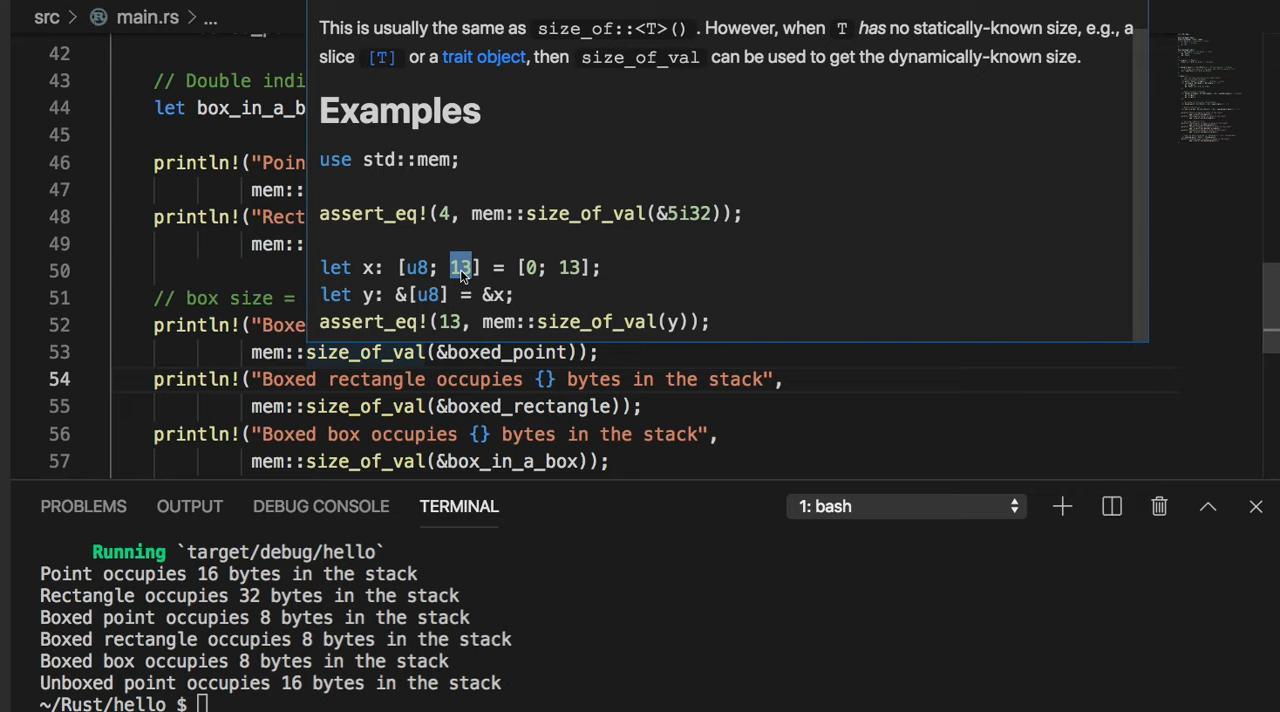 src > main.rs > ...
This is usually the same as size_of::<T>() . However, when T has no statically-known size, e.g., a
slice [T] or a trait object, then size_of_val can be used to get the dynamically-known size.
Examples
use std::mem;
assert_eq!(4, mem::size_of_val(&5i32));
let x: [u8; 13] = [0; 13];
let y: &[u8] = &x;
assert_eq!(13, mem::size_of_val(y));
42
43 // Double indi
44 let box_in_a_b
45
46 println!("Poin
47 mem::
48 println!("Rect
49 mem::
50
51 // box size =
52 println!("Boxe
53 mem::size_of_val(&boxed_point));
54 println!("Boxed rectangle occupies {} bytes in the stack",
55 mem::size_of_val(&boxed_rectangle));
56 println!("Boxed box occupies {} bytes in the stack",
57 mem::size_of_val(&box_in_a_box));
PROBLEMS OUTPUT DEBUG CONSOLE TERMINAL 1: bash
Running `target/debug/hello`
Point occupies 16 bytes in the stack
Rectangle occupies 32 bytes in the stack
Boxed point occupies 8 bytes in the stack
Boxed rectangle occupies 8 bytes in the stack
Boxed box occupies 8 bytes in the stack
Unboxed point occupies 16 bytes in the stack
~/Rust/hello $